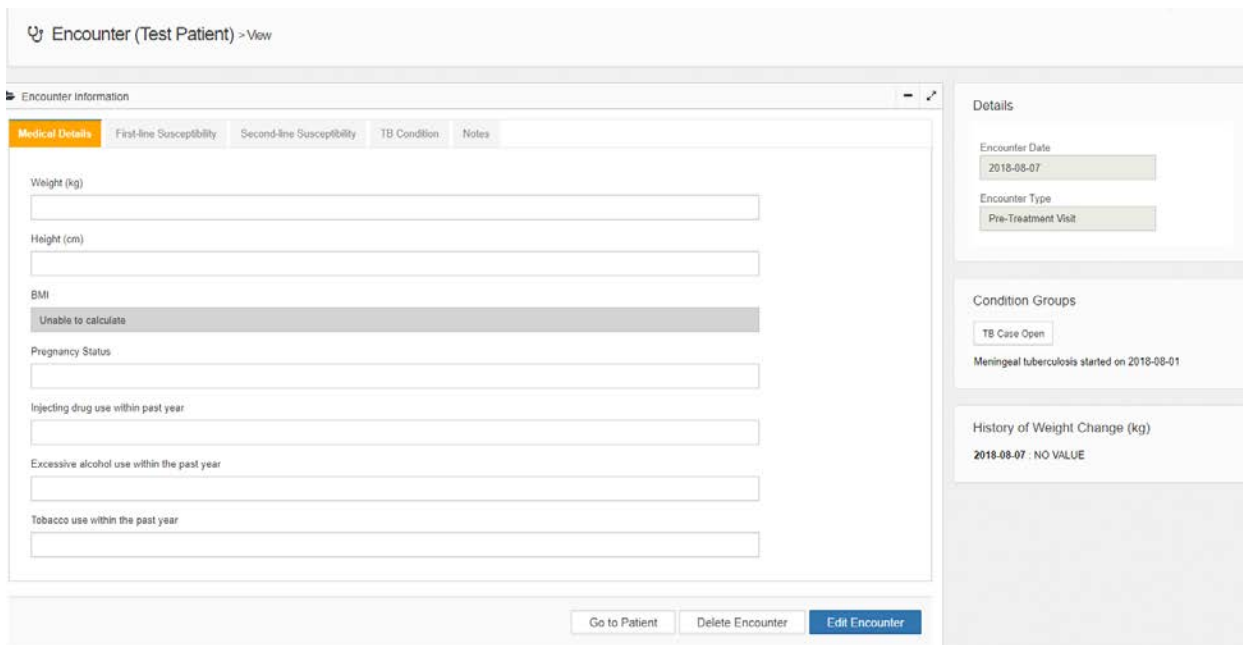 Encounter (Test Patient) > View
Encounter Information
Medical Details First-line Susceptibility Second-line Susceptibility TB Condition Notes
Weight (kg)
Height (cm)
BMI
Unable to calculate
Pregnancy Status
Injecting drug use within past year
Excessive alcohol use within the past year
Tobacco use within the past year
Go to Patient Delete Encounter Edit Encounter
Details
Encounter Date
2018-08-07
Encounter Type
Pre-Treatment Visit
Condition Groups
TB Case Open
Meningeal tuberculosis started on 2018-08-01
History of Weight Change (kg)
2018-08-07 : NO VALUE